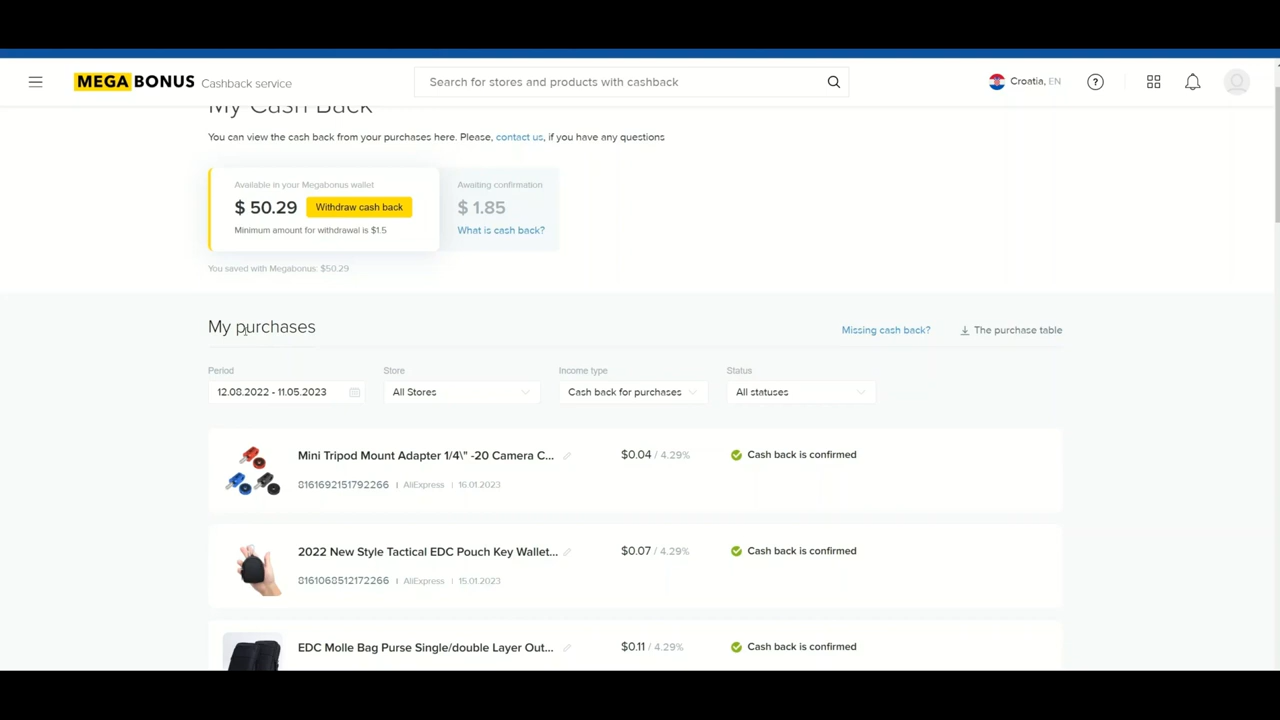 MEGA BONUS Cashback service
Search for stores and products with cashback
Croatia, EN
My Cash Back
You can view the cash back from your purchases here. Please, contact us, if you have any questions
Available in your Megabonus wallet
$ 50.29 Withdraw cash back
Minimum amount for withdrawal is $1.5
Awaiting confirmation
$ 1.85
What is cash back?
You saved with Megabonus: $50.29
My purchases
Missing cash back? The purchase table
Period Store Income type Status
12.08.2022 - 11.05.2023 All Stores Cash back for purchases All statuses
Mini Tripod Mount Adapter 1/4\" -20 Camera C... $0.04 / 4.29% Cash back is confirmed
8161692151792266 | AliExpress | 16.01.2023
2022 New Style Tactical EDC Pouch Key Wallet... $0.07 / 4.29% Cash back is confirmed
8161068512172266 | AliExpress | 15.01.2023
EDC Molle Bag Purse Single/double Layer Out... $0.11 / 4.29% Cash back is confirmed